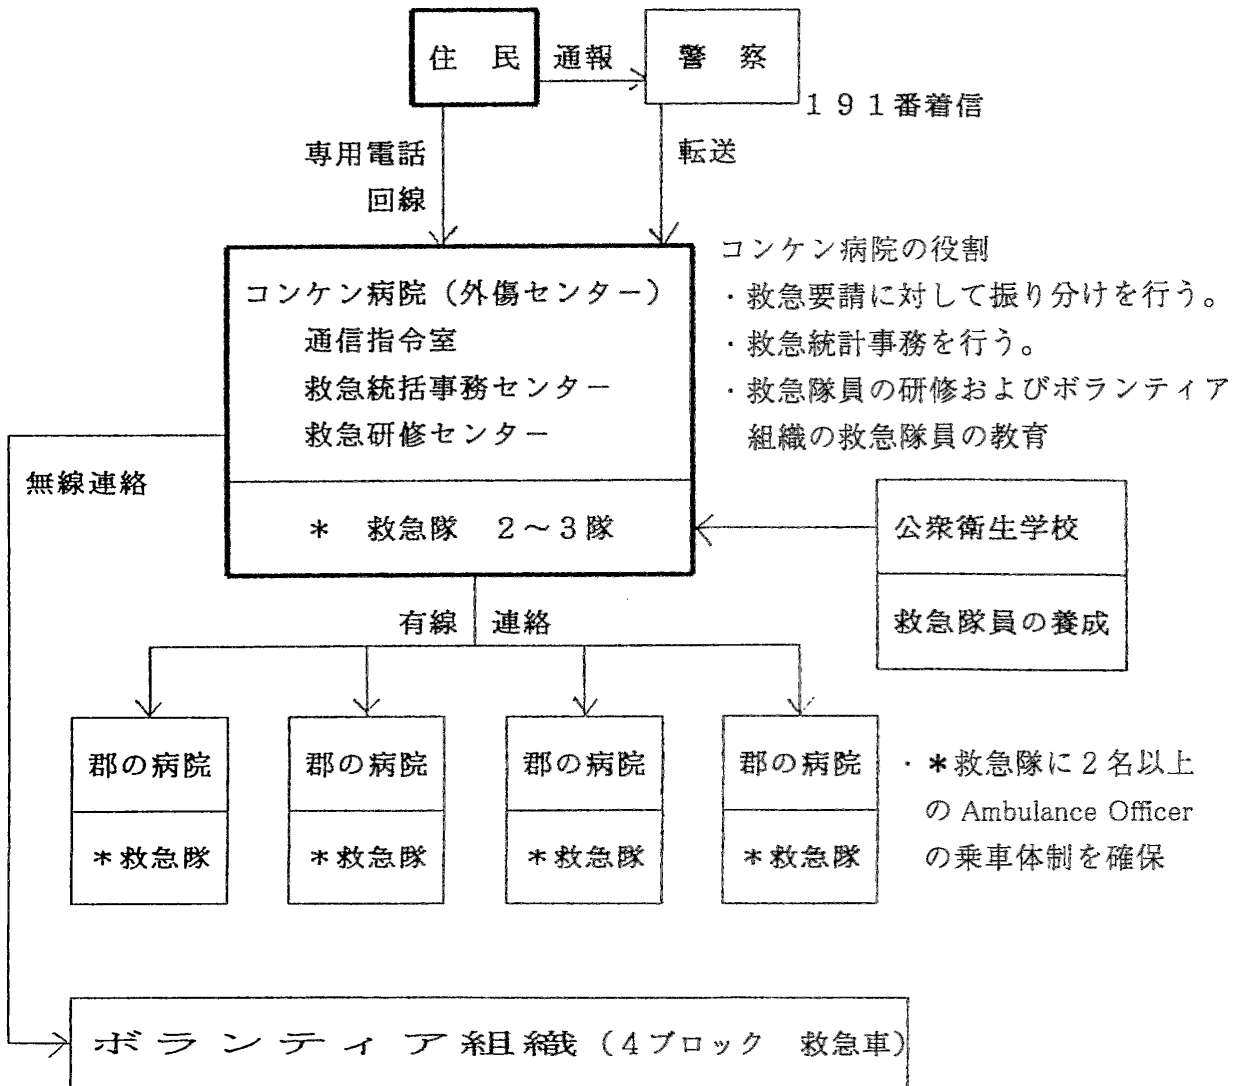 住　民
通報
警　察
１９１番着信
専用電話
回線
転送
コンケン病院（外傷センター）
通信指令室
救急統括事務センター
救急研修センター
＊　救急隊　２～３隊
コンケン病院の役割
・救急要請に対して振り分けを行う。
・救急統計事務を行う。
・救急隊員の研修およびボランティア
組織の救急隊員の教育
無線連絡
公衆衛生学校
救急隊員の養成
有線　連絡
郡の病院
＊救急隊
郡の病院
＊救急隊
郡の病院
＊救急隊
郡の病院
＊救急隊
・＊救急隊に２名以上
の Ambulance Officer
の乗車体制を確保
ボランティア組織（４ブロック　救急車）